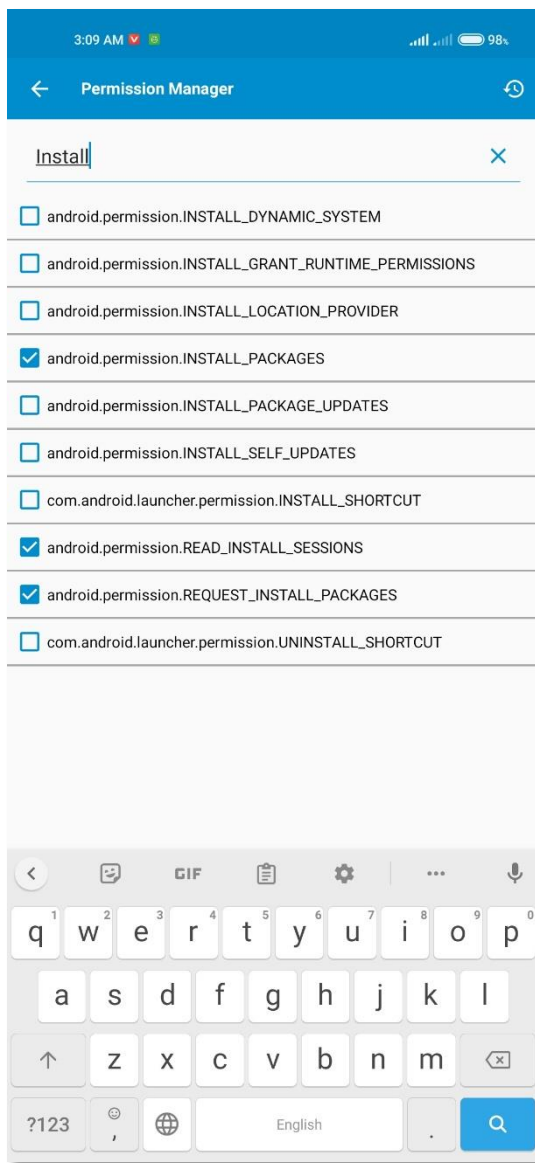 3:09 AM 98%
Permission Manager
Install
android.permission.INSTALL_DYNAMIC_SYSTEM
android.permission.INSTALL_GRANT_RUNTIME_PERMISSIONS
android.permission.INSTALL_LOCATION_PROVIDER
android.permission.INSTALL_PACKAGES
android.permission.INSTALL_PACKAGE_UPDATES
android.permission.INSTALL_SELF_UPDATES
com.android.launcher.permission.INSTALL_SHORTCUT
android.permission.READ_INSTALL_SESSIONS
android.permission.REQUEST_INSTALL_PACKAGES
com.android.launcher.permission.UNINSTALL_SHORTCUT
GIF
q 1 w 2 e 3 r 4 t 5 y 6 u 7 i 8 o 9 p 0
a s d f g h j k l
z x c v b n m
?123 , English .